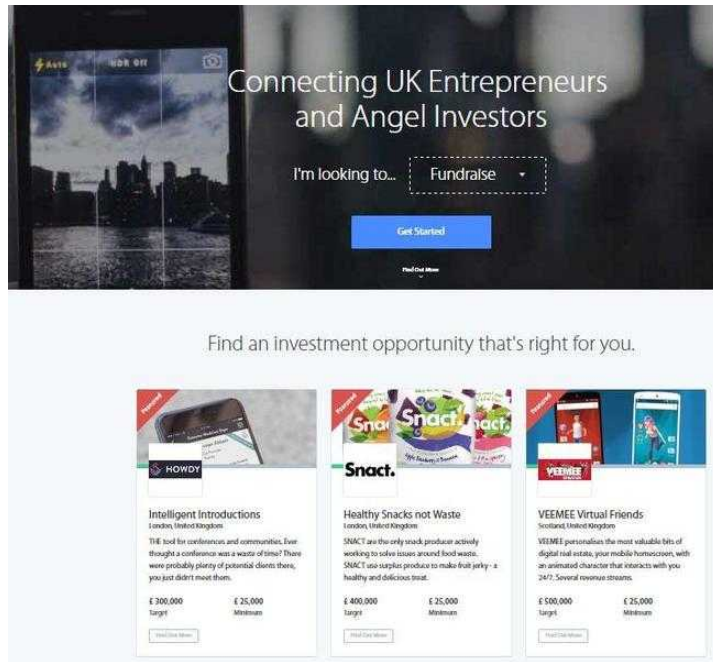 Auto
HDR Off
Connecting UK Entrepreneurs
and Angel Investors
I'm looking to... Fundraise
Get Started
Find Out More
Find an investment opportunity that's right for you.
Featured
Featured
Featured
Snact.
HOWDY
Snact.
VEEMEE
Intelligent Introductions
London, United Kingdom
THE tool for conferences and communities. Ever
thought a conference was a waste of time? There
were probably plenty of potential clients there,
you just didn't meet them.
£ 300,000 £ 25,000
Target Minimum
Find Out More
Healthy Snacks not Waste
London, United Kingdom
SNACT are the only snack producer actively
working to solve issues around food waste.
SNACT use surplus produce to make fruit jerky - a
healthy and delicious treat.
£ 400,000 £ 25,000
Target Minimum
Find Out More
VEEMEE Virtual Friends
Scotland, United Kingdom
VEEMEE personalises the most valuable bits of
digital real estate, your mobile homescreen, with
an animated character that interacts with you
24/7. Several revenue streams.
£ 500,000 £ 25,000
Target Minimum
Find Out More